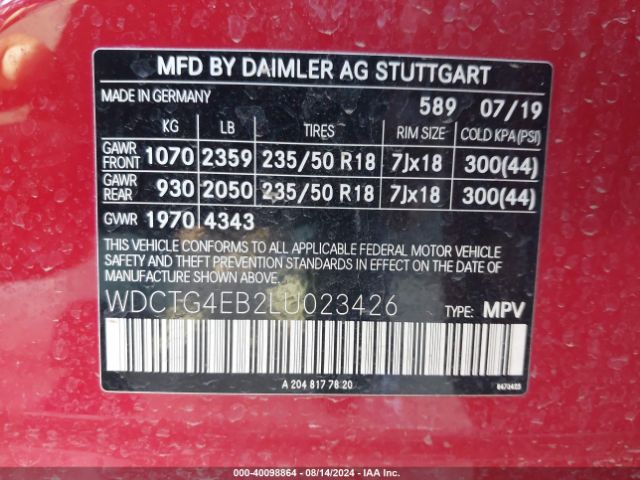 MFD BY DAIMLER AG STUTTGART
MADE IN GERMANY 589 07/19
KG LB TIRES RIM SIZE COLD KPA(PSI)
GAWR FRONT 1070 2359 235/50 R18 7Jx18 300(44)
GAWR REAR 930 2050 235/50 R18 7Jx18 300(44)
GVWR 1970 4343
THIS VEHICLE CONFORMS TO ALL APPLICABLE FEDERAL MOTOR VEHICLE
SAFETY AND THEFT PREVENTION STANDARDS IN EFFECT ON THE DATE OF
MANUFACTURE SHOWN ABOVE.
WDCTG4EB2LU023426 TYPE: MPV
A 204 817 78 20
000-40098864 / 08/14/2024 / IAA Inc.